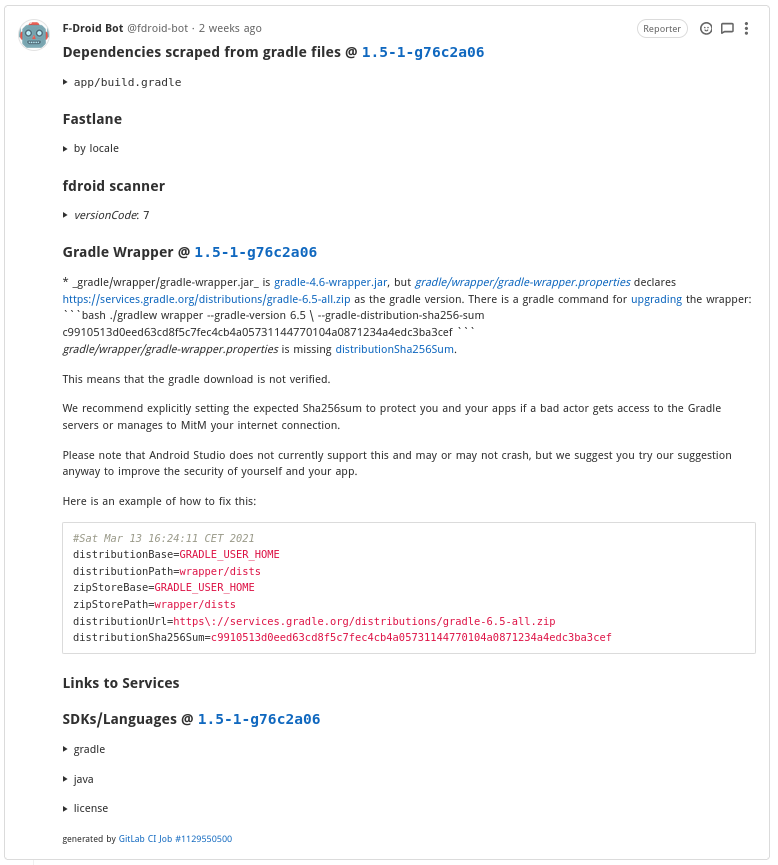 F-Droid Bot @fdroid-bot · 2 weeks ago
Reporter
Dependencies scraped from gradle files @ 1.5-1-g76c2a06
app/build.gradle
Fastlane
by locale
fdroid scanner
versionCode: 7
Gradle Wrapper @ 1.5-1-g76c2a06
* _gradle/wrapper/gradle-wrapper.jar_ is gradle-4.6-wrapper.jar, but gradle/wrapper/gradle-wrapper.properties declares
https://services.gradle.org/distributions/gradle-6.5-all.zip as the gradle version. There is a gradle command for upgrading the wrapper:
```bash ./gradlew wrapper --gradle-version 6.5 \ --gradle-distribution-sha256-sum
c9910513d0eed63cd8f5c7fec4cb4a05731144770104a0871234a4edc3ba3cef ```
gradle/wrapper/gradle-wrapper.properties is missing distributionSha256Sum.
This means that the gradle download is not verified.
We recommend explicitly setting the expected Sha256sum to protect you and your apps if a bad actor gets access to the Gradle
servers or manages to MitM your internet connection.
Please note that Android Studio does not currently support this and may or may not crash, but we suggest you try our suggestion
anyway to improve the security of yourself and your app.
Here is an example of how to fix this:
#Sat Mar 13 16:24:11 CET 2021
distributionBase=GRADLE_USER_HOME
distributionPath=wrapper/dists
zipStoreBase=GRADLE_USER_HOME
zipStorePath=wrapper/dists
distributionUrl=https\://services.gradle.org/distributions/gradle-6.5-all.zip
distributionSha256Sum=c9910513d0eed63cd8f5c7fec4cb4a05731144770104a0871234a4edc3ba3cef
Links to Services
SDKs/Languages @ 1.5-1-g76c2a06
gradle
java
license
generated by GitLab CI Job #1129550500